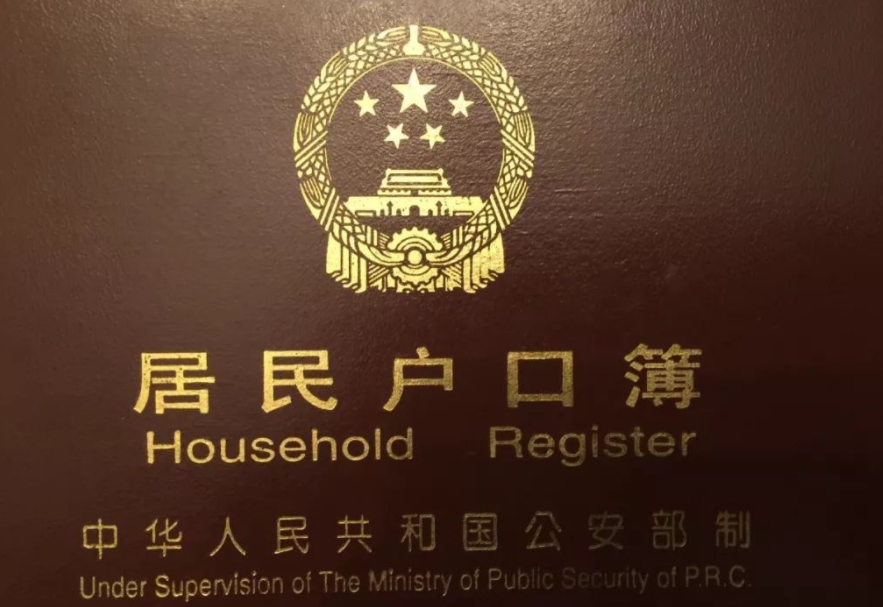 居民户口簿
Household Register
中华人民共和国公安部制
Under Supervision of The Ministry of Public Security of P.R.C.